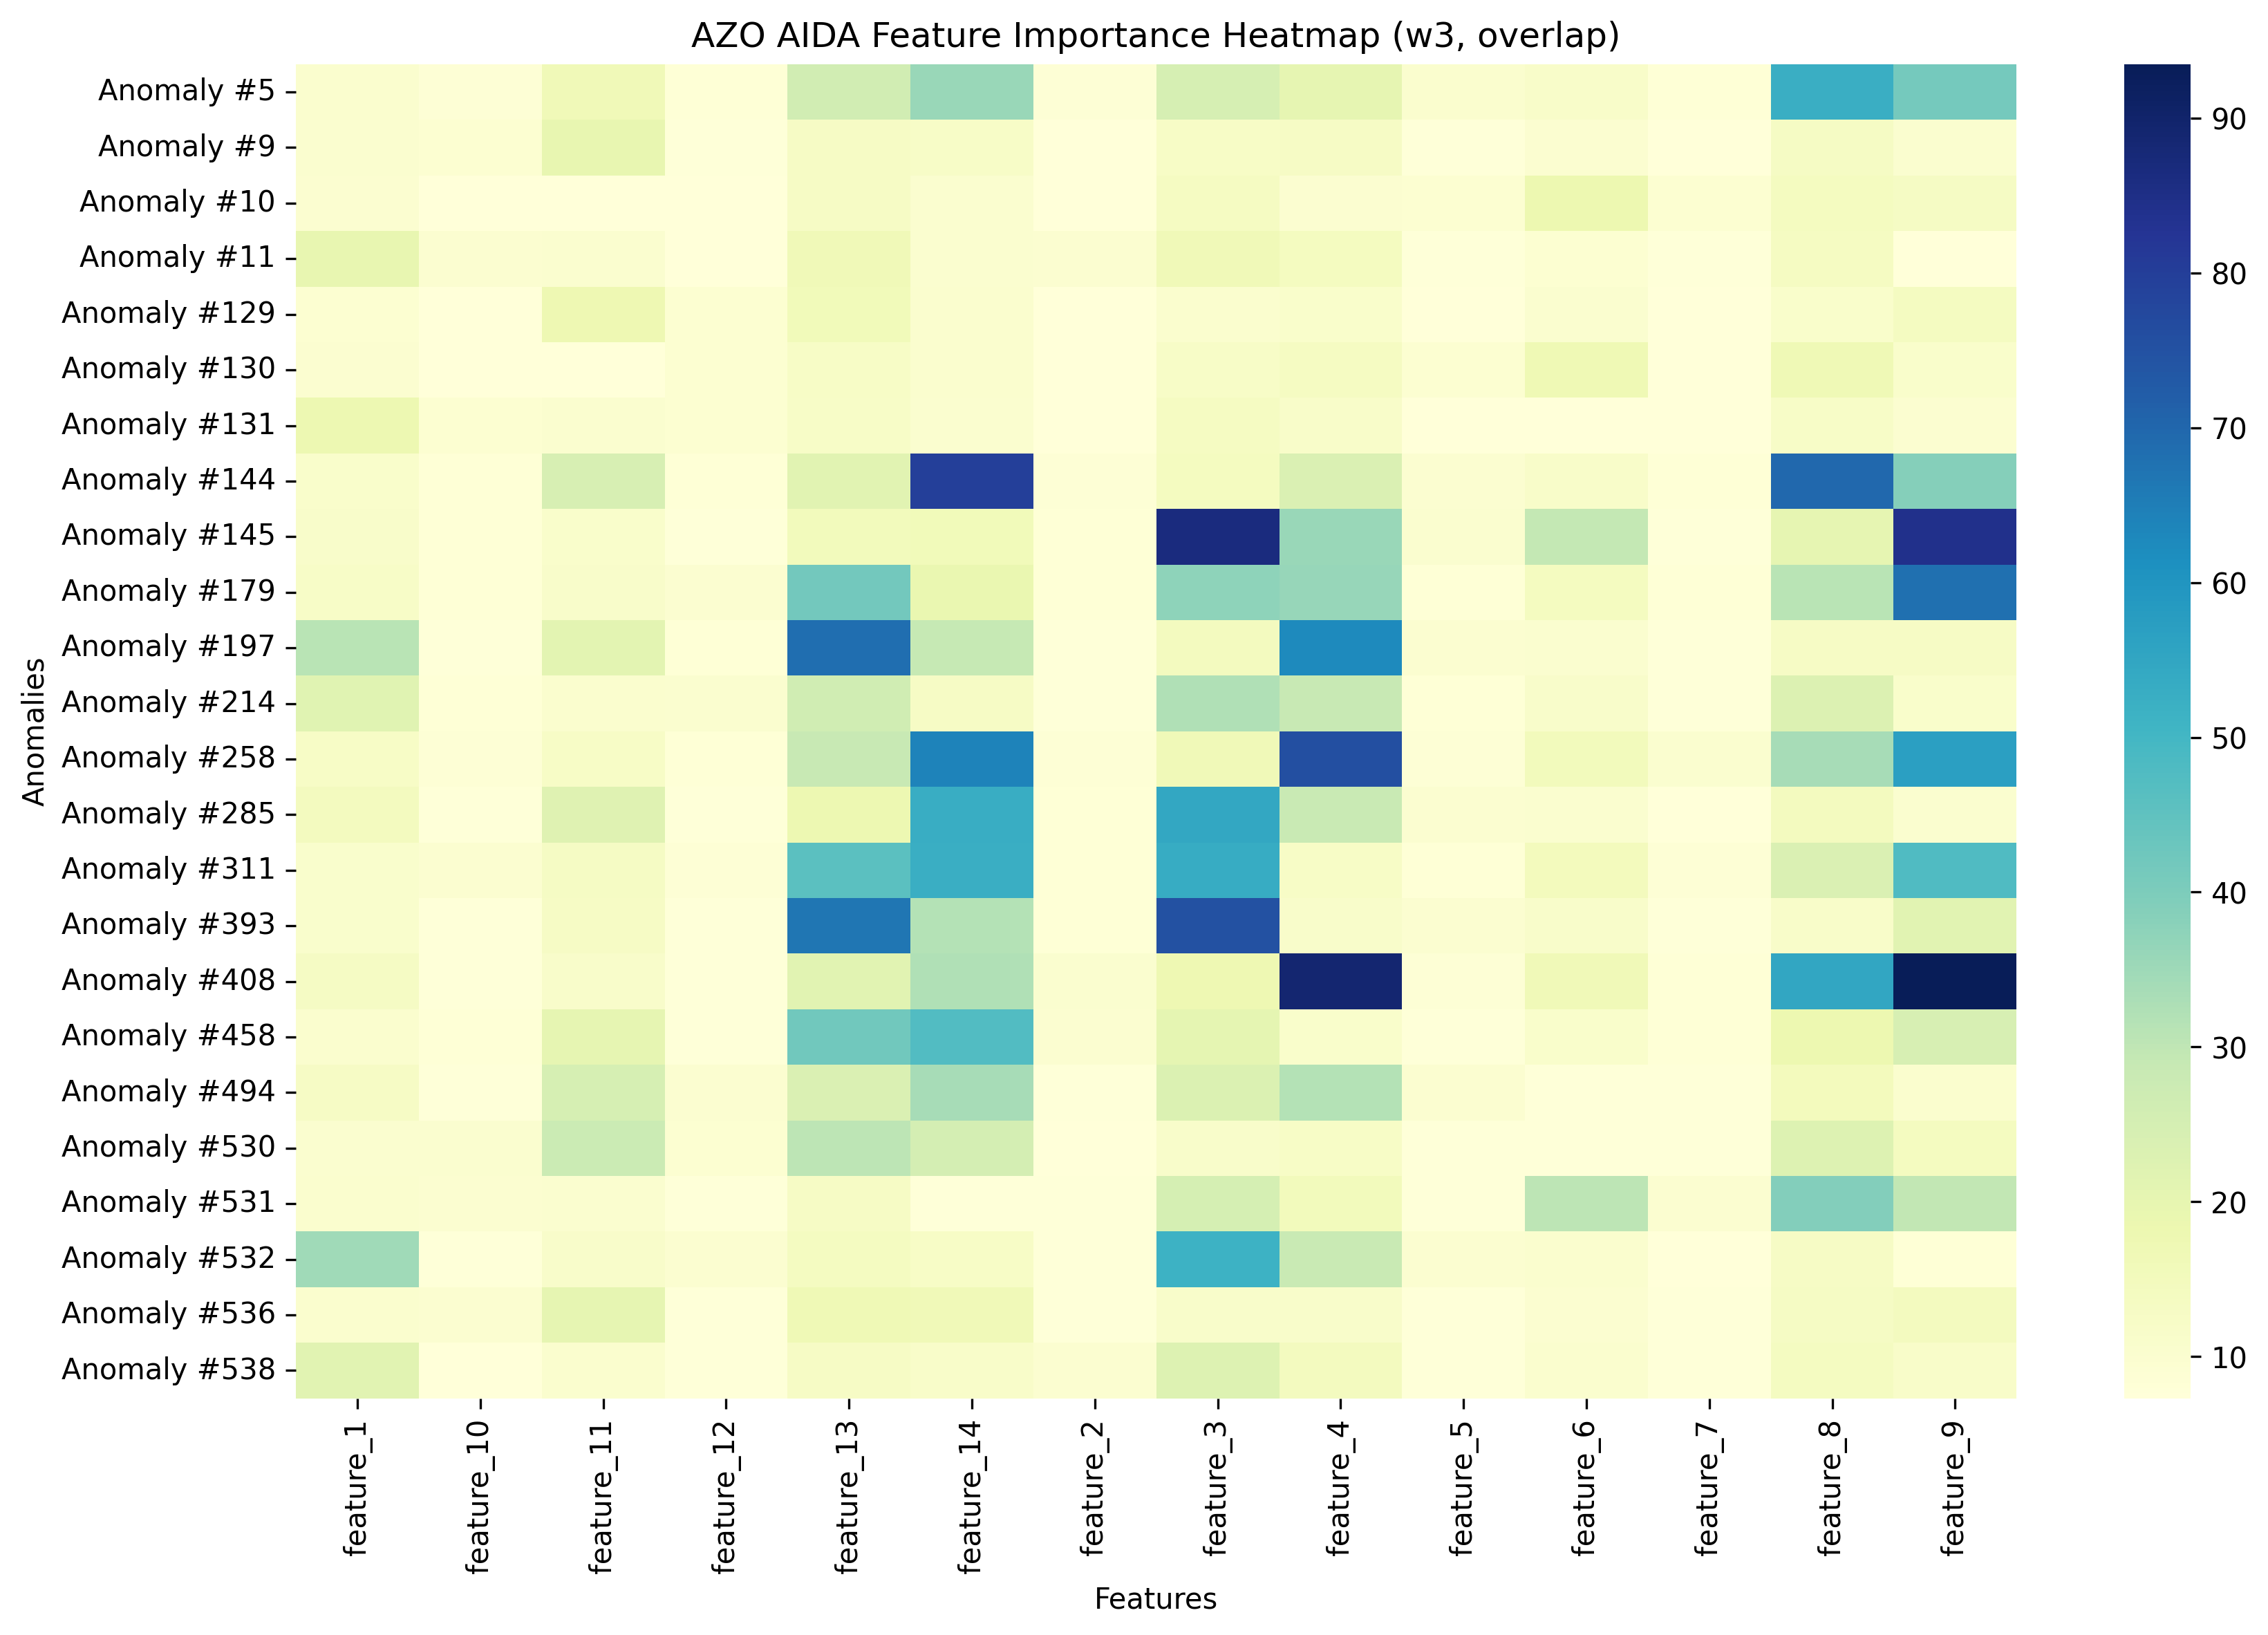 AZO AIDA Feature Importance Heatmap (w3, overlap)
Anomalies
Anomaly #5
Anomaly #9
Anomaly #10
Anomaly #11
Anomaly #129
Anomaly #130
Anomaly #131
Anomaly #144
Anomaly #145
Anomaly #179
Anomaly #197
Anomaly #214
Anomaly #258
Anomaly #285
Anomaly #311
Anomaly #393
Anomaly #408
Anomaly #458
Anomaly #494
Anomaly #530
Anomaly #531
Anomaly #532
Anomaly #536
Anomaly #538
feature_1
feature_10
feature_11
feature_12
feature_13
feature_14
feature_2
feature_3
feature_4
feature_5
feature_6
feature_7
feature_8
feature_9
Features
90
80
70
60
50
40
30
20
10